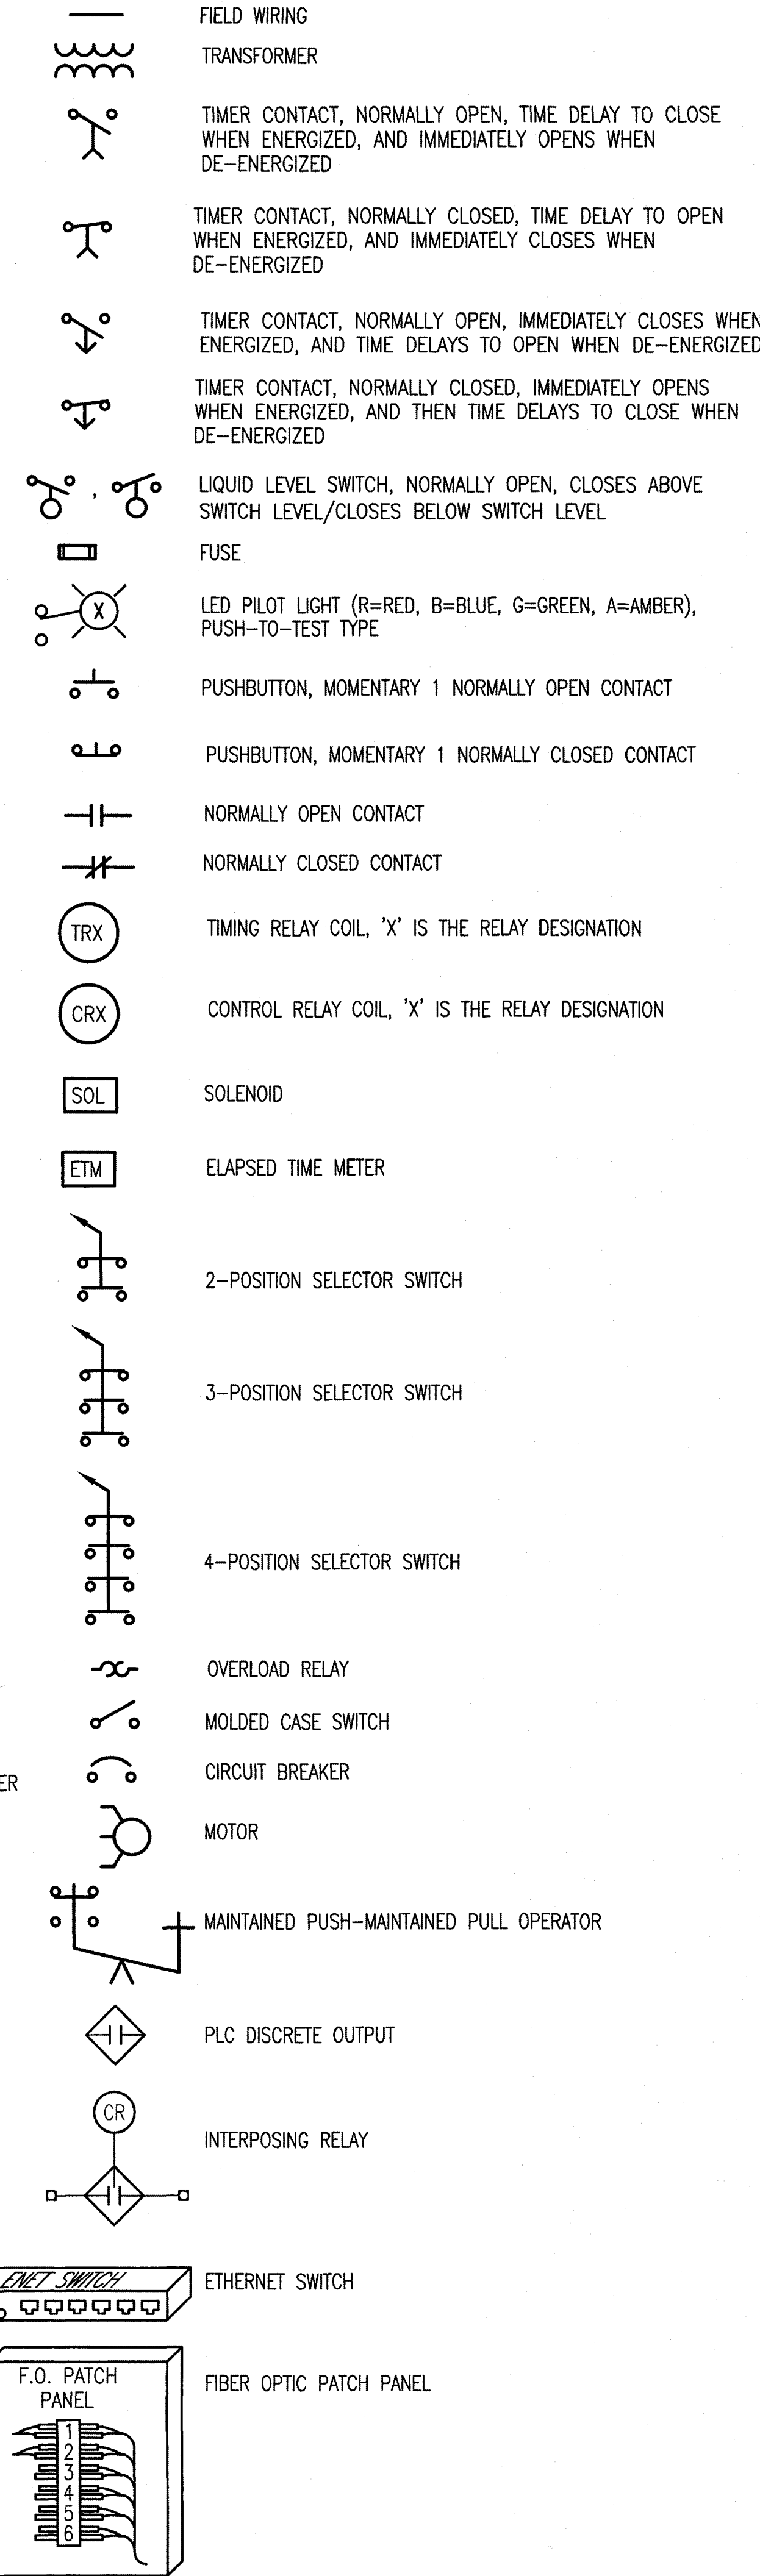 FIELD WIRING
TRANSFORMER
TIMER CONTACT, NORMALLY OPEN, TIME DELAY TO CLOSE
WHEN ENERGIZED, AND IMMEDIATELY OPENS WHEN
DE-ENERGIZED
TIMER CONTACT, NORMALLY CLOSED, TIME DELAY TO OPEN
WHEN ENERGIZED, AND IMMEDIATELY CLOSES WHEN
DE-ENERGIZED
TIMER CONTACT, NORMALLY OPEN, IMMEDIATELY CLOSES WHEN
ENERGIZED, AND TIME DELAYS TO OPEN WHEN DE-ENERGIZED
TIMER CONTACT, NORMALLY CLOSED, IMMEDIATELY OPENS
WHEN ENERGIZED, AND THEN TIME DELAYS TO CLOSE WHEN
DE-ENERGIZED
,
LIQUID LEVEL SWITCH, NORMALLY OPEN, CLOSES ABOVE
SWITCH LEVEL/CLOSES BELOW SWITCH LEVEL
FUSE
X
LED PILOT LIGHT (R=RED, B=BLUE, G=GREEN, A=AMBER),
PUSH-TO-TEST TYPE
PUSHBUTTON, MOMENTARY 1 NORMALLY OPEN CONTACT
PUSHBUTTON, MOMENTARY 1 NORMALLY CLOSED CONTACT
NORMALLY OPEN CONTACT
NORMALLY CLOSED CONTACT
TRX
TIMING RELAY COIL, 'X' IS THE RELAY DESIGNATION
CRX
CONTROL RELAY COIL, 'X' IS THE RELAY DESIGNATION
SOL
SOLENOID
ETM
ELAPSED TIME METER
2-POSITION SELECTOR SWITCH
3-POSITION SELECTOR SWITCH
4-POSITION SELECTOR SWITCH
OVERLOAD RELAY
MOLDED CASE SWITCH
ER
CIRCUIT BREAKER
MOTOR
MAINTAINED PUSH-MAINTAINED PULL OPERATOR
PLC DISCRETE OUTPUT
CR
INTERPOSING RELAY
ENET SWITCH
ETHERNET SWITCH
F.O. PATCH
PANEL
FIBER OPTIC PATCH PANEL
1
2
3
4
5
6